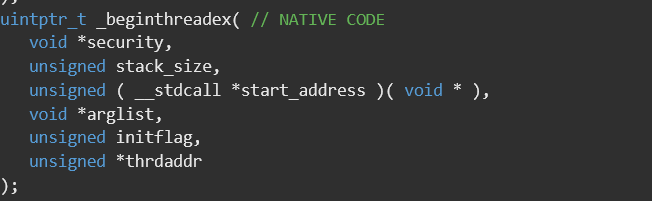 );
uintptr_t _beginthreadex( // NATIVE CODE
   void *security,
   unsigned stack_size,
   unsigned ( __stdcall *start_address )( void * ),
   void *arglist,
   unsigned initflag,
   unsigned *thrdaddr
);